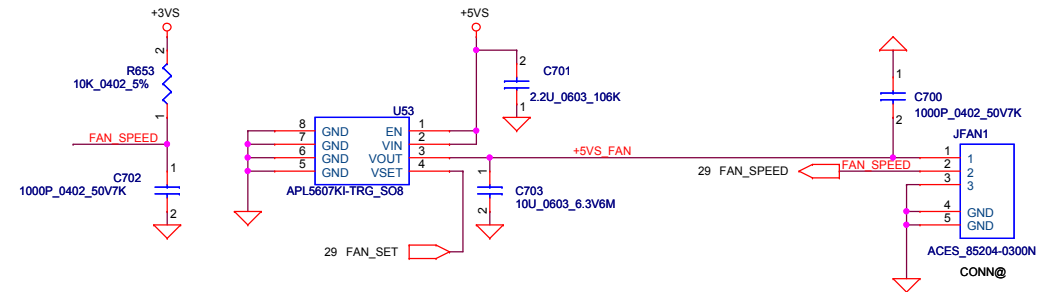 +3VS
2
R653
10K_0402_5%
1
FAN_SPEED
1
C702
1000P_0402_50V7K
2
+5VS
2
C701
2.2U_0603_106K
1
U53
8 GND EN 1
7 GND VIN 2
6 GND VOUT 3
5 GND VSET 4
APL5607KI-TRG_SO8
+5VS_FAN
1
C703
10U_0603_6.3V6M
2
29 FAN_SET
29 FAN_SPEED
FAN_SPEED
1
C700
1000P_0402_50V7K
2
JFAN1
1 1
2 2
3 3
4 GND
5 GND
ACES_85204-0300N
CONN@